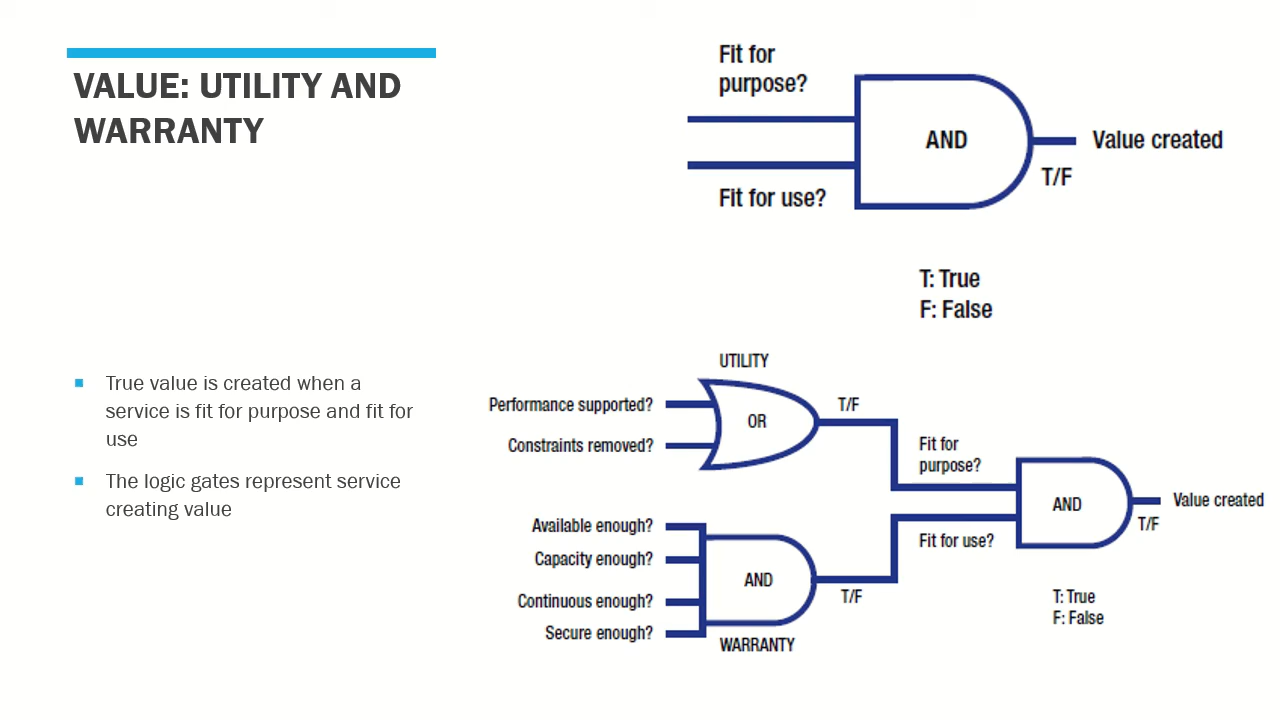 VALUE: UTILITY AND
WARRANTY
True value is created when a
service is fit for purpose and fit for
use
The logic gates represent service
creating value
Fit for
purpose?
AND
Value created
T/F
Fit for use?
T: True
F: False
UTILITY
Performance supported?
OR
T/F
Constraints removed?
Fit for
purpose?
Available enough?
Capacity enough?
AND
Continuous enough?
T/F
Secure enough?
WARRANTY
Fit for use?
AND
Value created
T/F
T: True
F: False